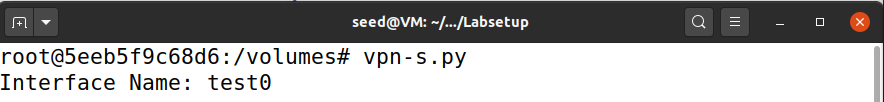 seed@VM: ~/.../Labsetup
root@5eeb5f9c68d6:/volumes# vpn-s.py
Interface Name: test0